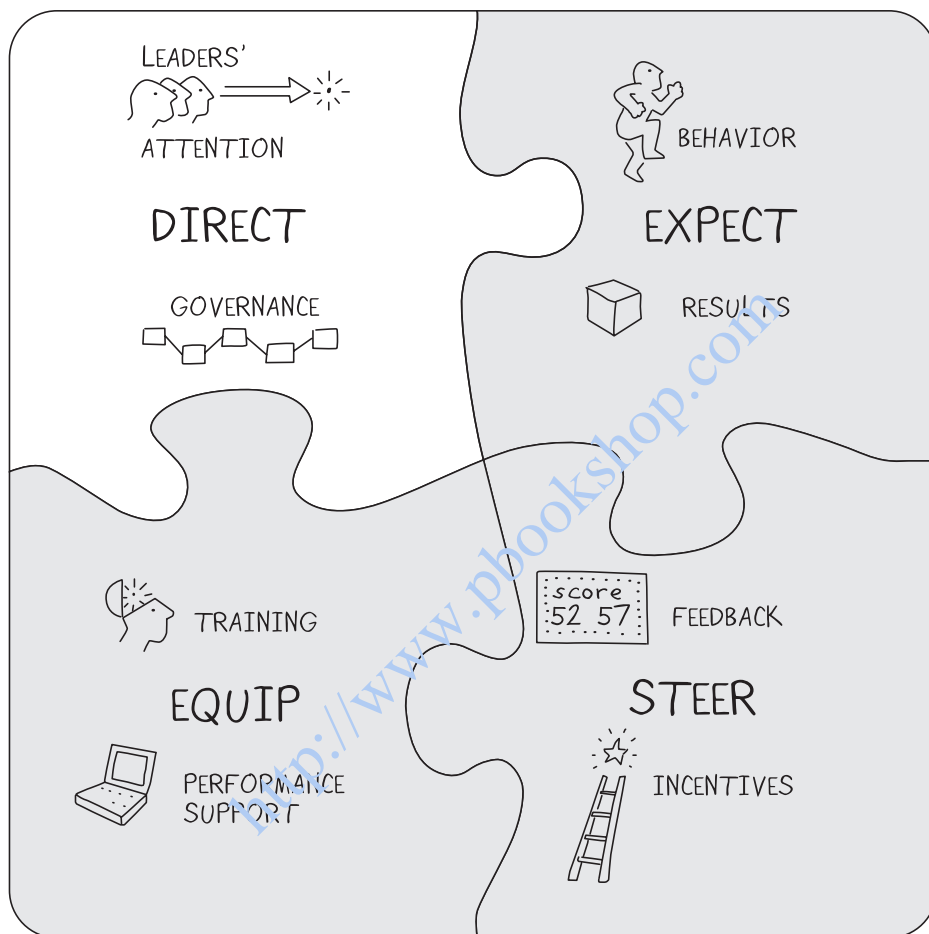 LEADERS'
ATTENTION
DIRECT
GOVERNANCE
BEHAVIOR
EXPECT
RESULTS
TRAINING
EQUIP
PERFORMANCE
SUPPORT
score
52 57
FEEDBACK
STEER
INCENTIVES
http://www.pbookshop.com